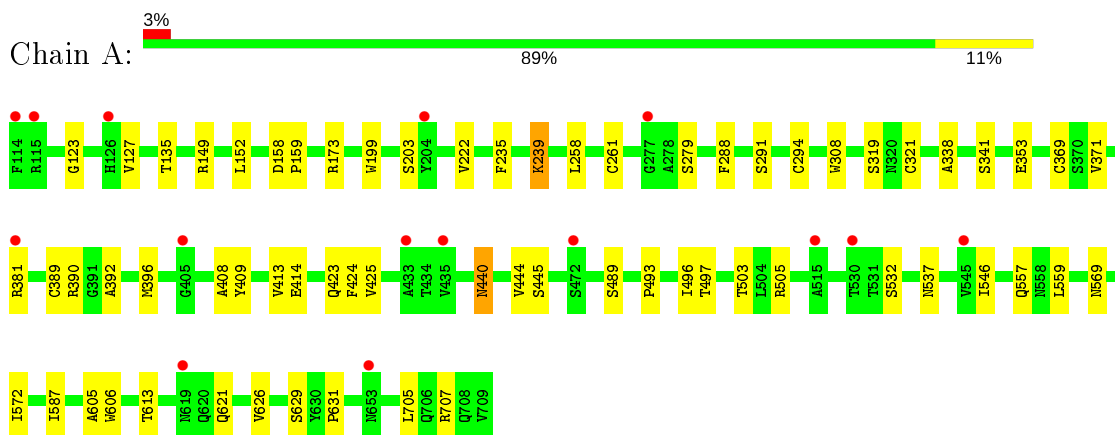 3%
Chain A:
89% 11%
F114 R115 G123 H126 V127 T135 R149 L152 D158 P159 R173 W199 S203 Y204 V222 F235 K239 L258 C261 G277 A278 S279 F288 S291 C294 W308 S319 N320 C321 A338 S341 E353 C369 S370 V371
R381 C389 R390 G391 A392 M396 G405 A408 Y409 V413 E414 Q423 F424 V425 A433 T434 V435 N440 V444 S445 S472 S489 P493 I496 T497 T503 L504 R505 A515 T530 T531 S532 N537 V545 I546 Q557 N558 L559 N569
I572 I587 A605 W606 T613 N619 Q620 Q621 V626 S629 Y630 P631 N653 L705 Q706 R707 Q708 V709